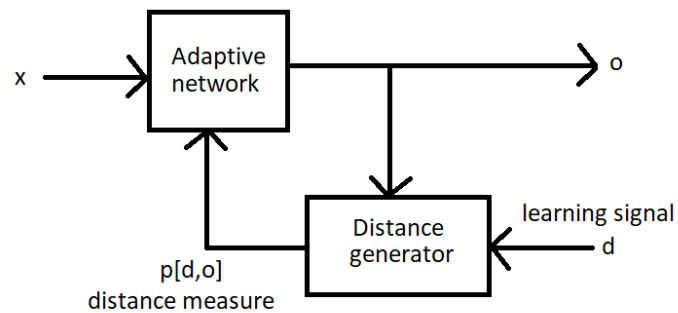 Adaptive
network
x
o
learning signal
Distance
generator
d
p[d,o]
distance measure